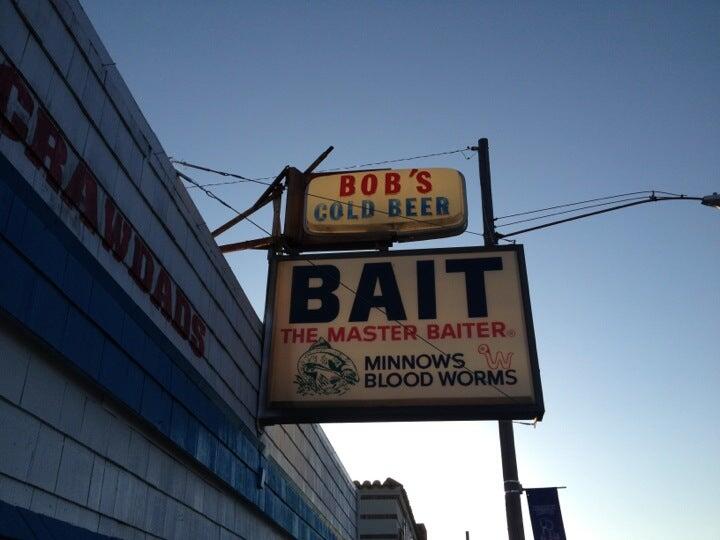 CRAWDADS
BOB'S
COLD BEER
BAIT
THE MASTER BAITER®
MINNOWS
BLOOD WORMS